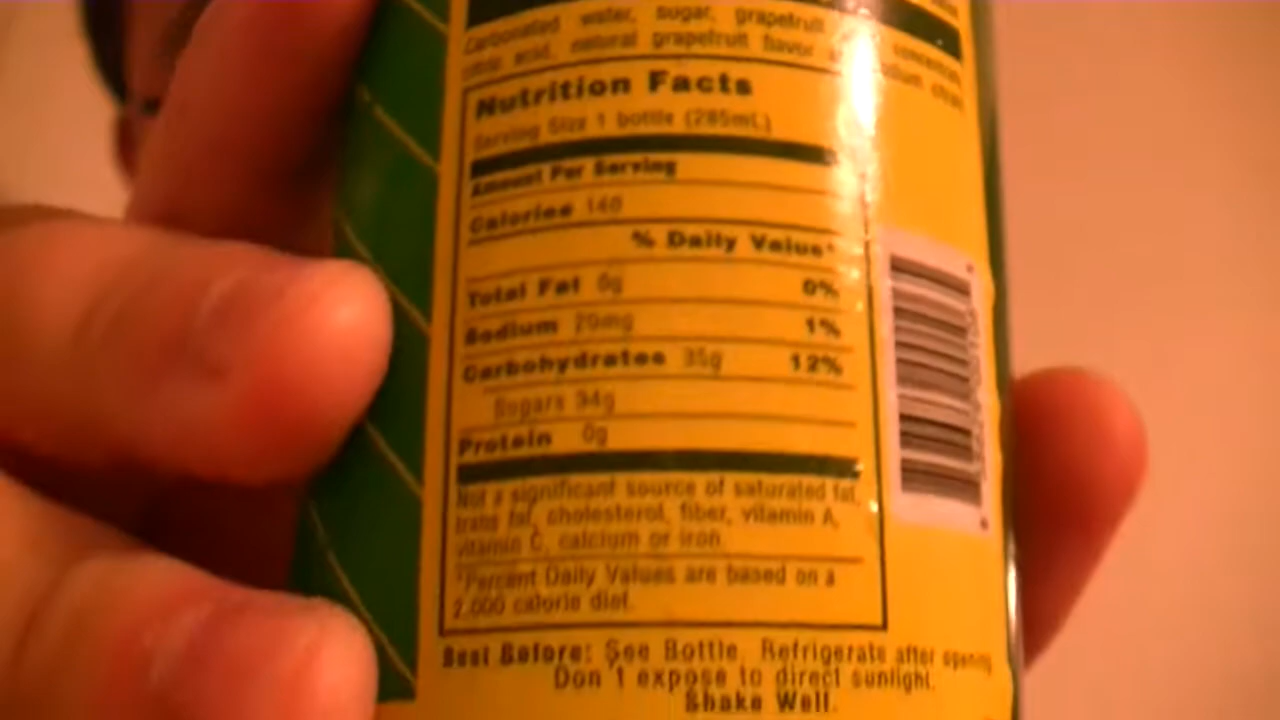 Carbonated water, sugar, grapefruit concentrate,
citric acid, natural grapefruit flavor
Nutrition Facts
Serving Size 1 bottle (285mL)
Amount Per Serving
Calories 140
% Daily Value*
Total Fat 0g 0%
Sodium 29mg 1%
Carbohydrates 35g 12%
Sugars 34g
Protein 0g
Not a significant source of saturated fat,
trans fat, cholesterol, fiber, vitamin A,
vitamin C, calcium or iron.
*Percent Daily Values are based on a
2,000 calorie diet.
Best Before: See Bottle. Refrigerate after opening
Don't expose to direct sunlight.
Shake Well.